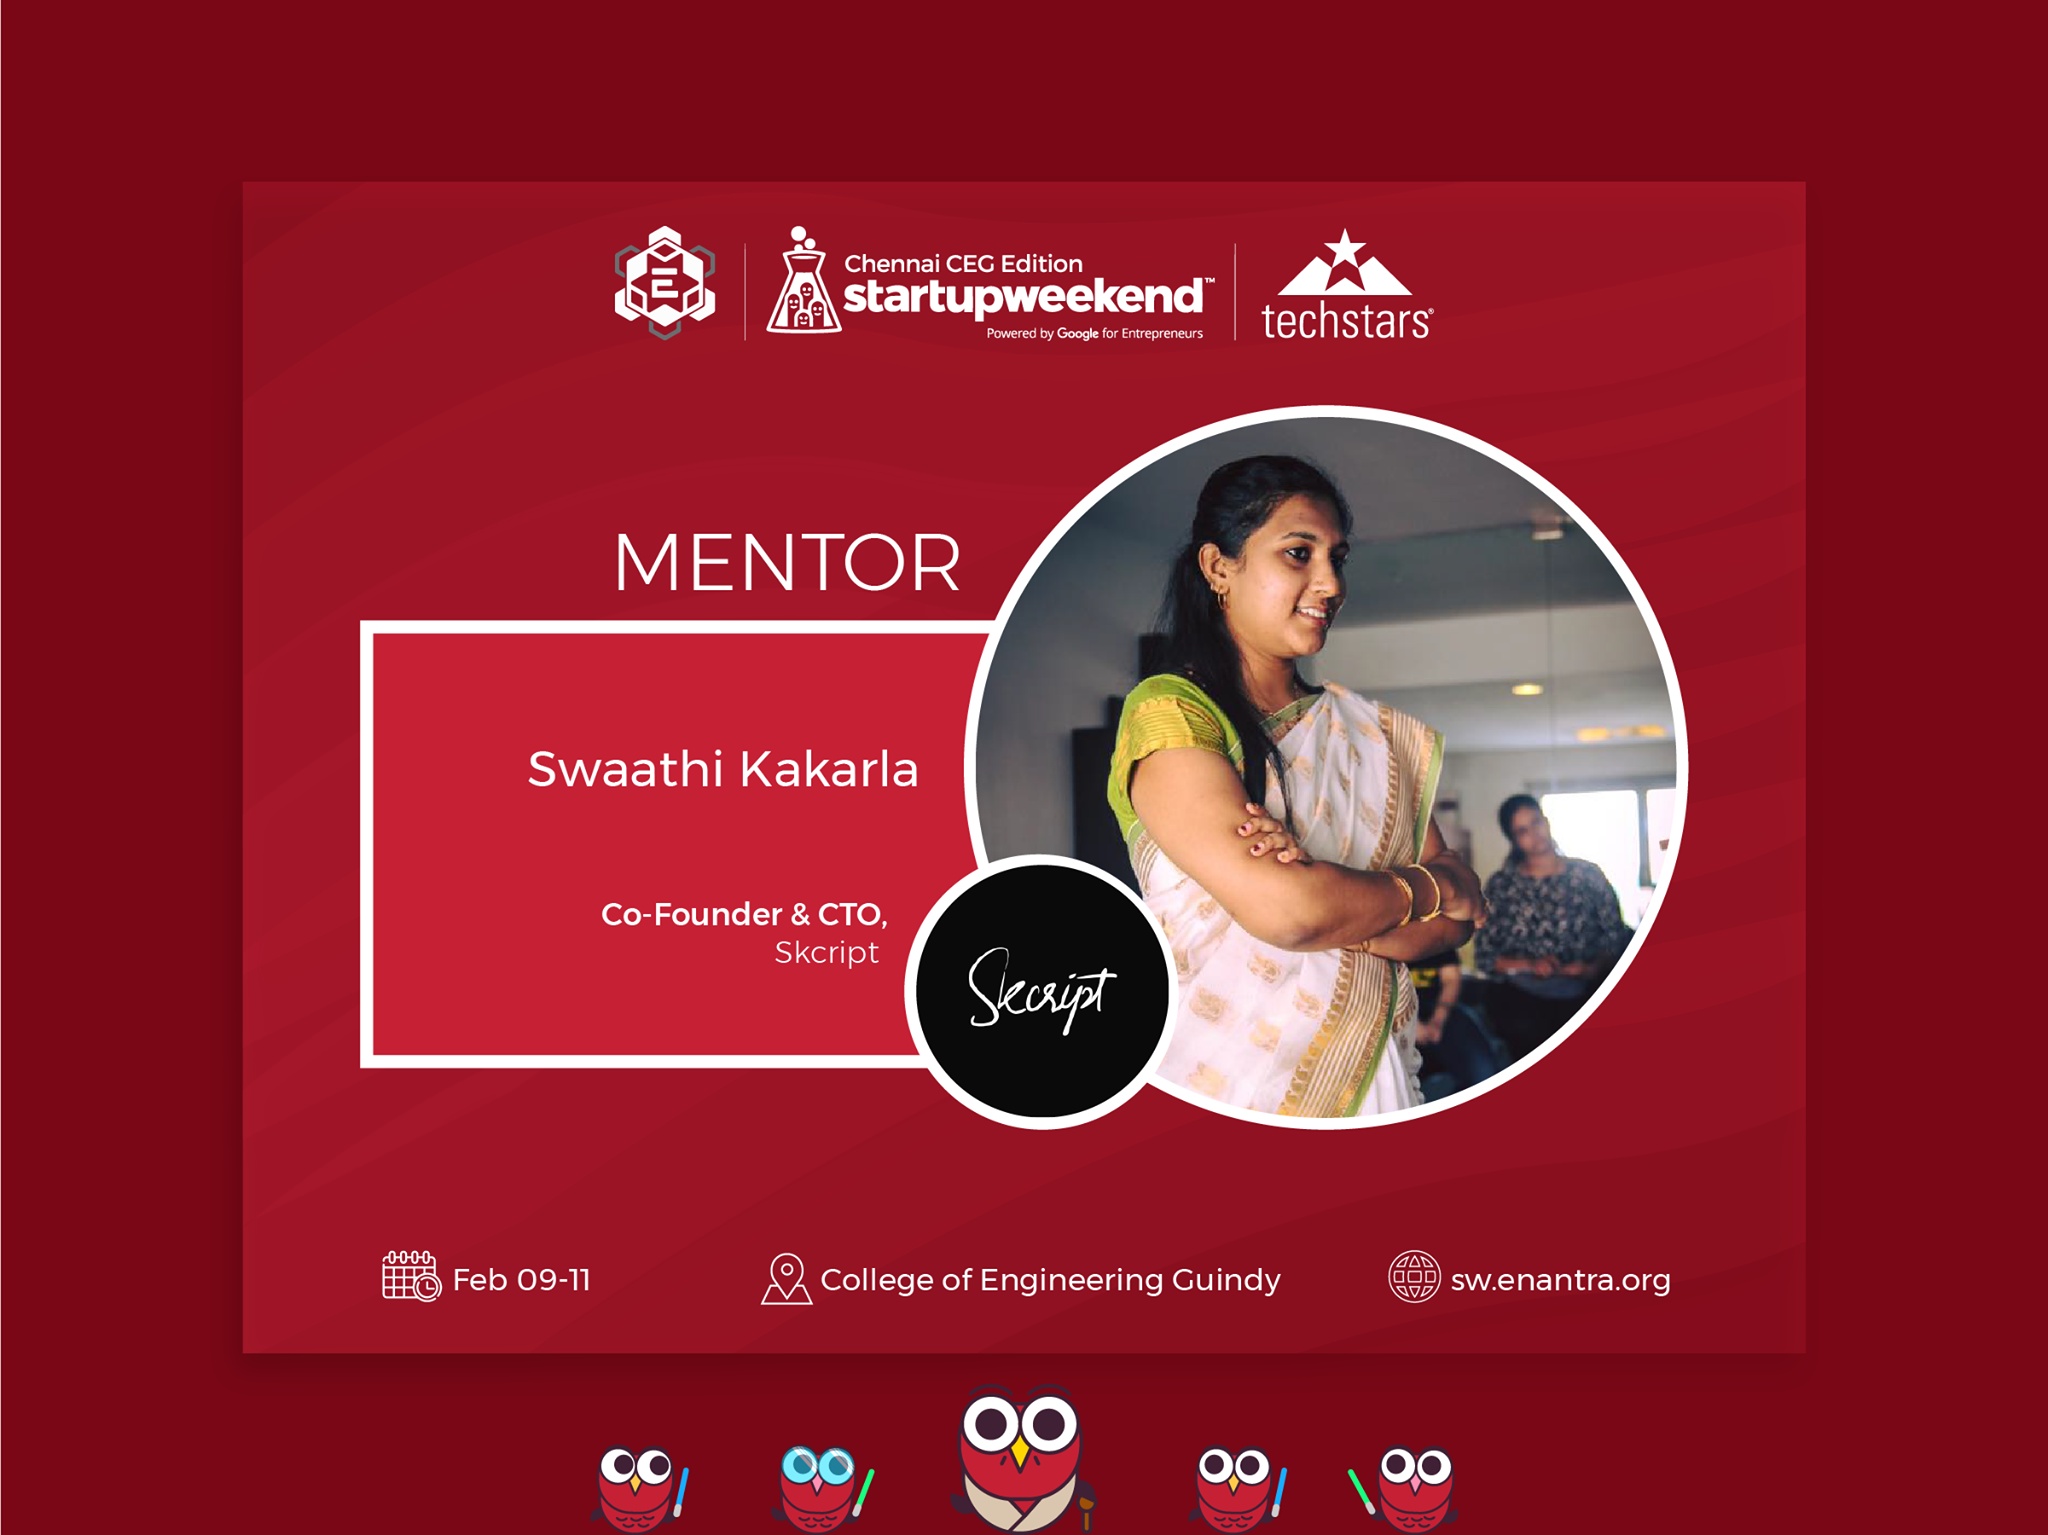 E
Chennai CEG Edition
startupweekend™
Powered by Google for Entrepreneurs
techstars®
MENTOR
Swaathi Kakarla
Co-Founder & CTO,
Skcript
Skcript
Feb 09-11
College of Engineering Guindy
sw.enantra.org